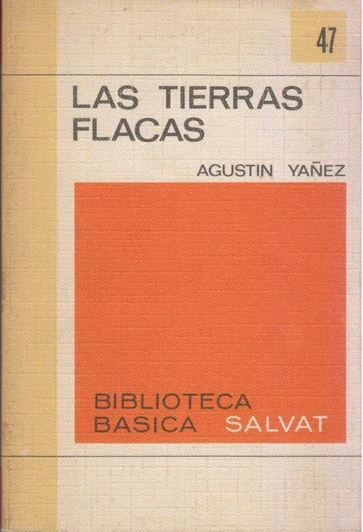 47
LAS TIERRAS
FLACAS
AGUSTIN YAÑEZ
BIBLIOTECA
BASICA SALVAT